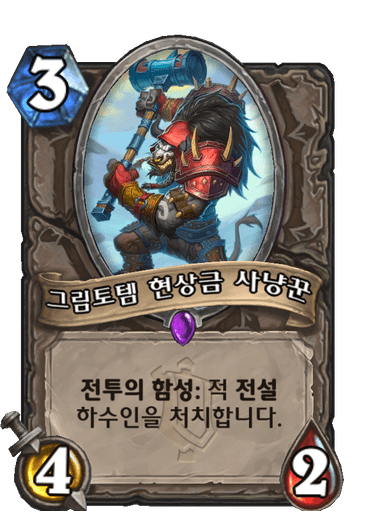 3
그림토템 현상금 사냥꾼
전투의 함성: 적 전설
하수인을 처치합니다.
4
2